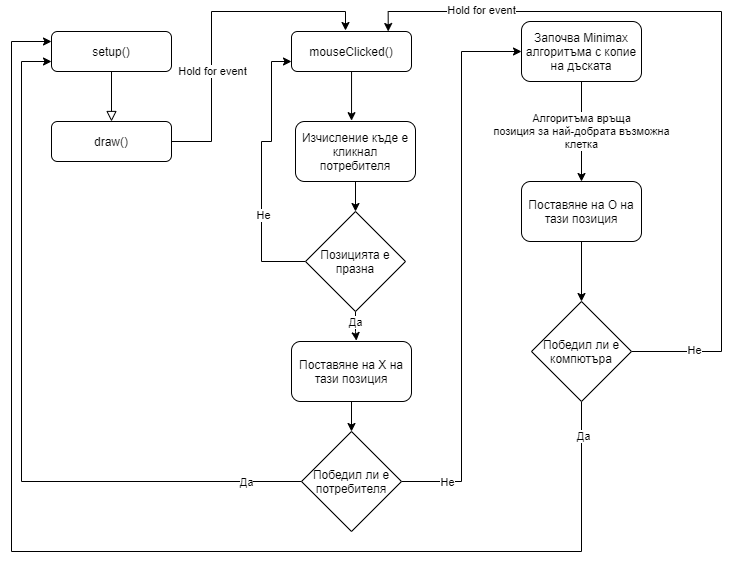 Hold for event
setup()
mouseClicked()
Започва Minimax
алгоритъма с копие
на дъската
Hold for event
draw()
Изчисление къде е
кликнал
потребителя
Алгоритъма връща
позиция за най-добрата възможна
клетка
Не
Позицията е
празна
Поставяне на O на
тази позиция
Да
Поставяне на X на
тази позиция
Победил ли е
компютъра
Не
Да
Победил ли е
потребителя
Да
Не